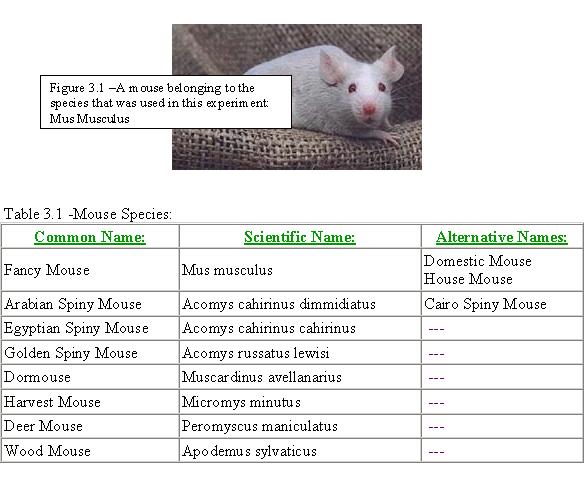 Figure 3.1 –A mouse belonging to the
species that was used in this experiment:
Mus Musculus
Table 3.1 -Mouse Species:
Common Name: Scientific Name: Alternative Names:
Fancy Mouse Mus musculus Domestic Mouse
House Mouse
Arabian Spiny Mouse Acomys cahirinus dimmidiatus Cairo Spiny Mouse
Egyptian Spiny Mouse Acomys cahirinus cahirinus ---
Golden Spiny Mouse Acomys russatus lewisi ---
Dormouse Muscardinus avellanarius ---
Harvest Mouse Micromys minutus ---
Deer Mouse Peromyscus maniculatus ---
Wood Mouse Apodemus sylvaticus ---